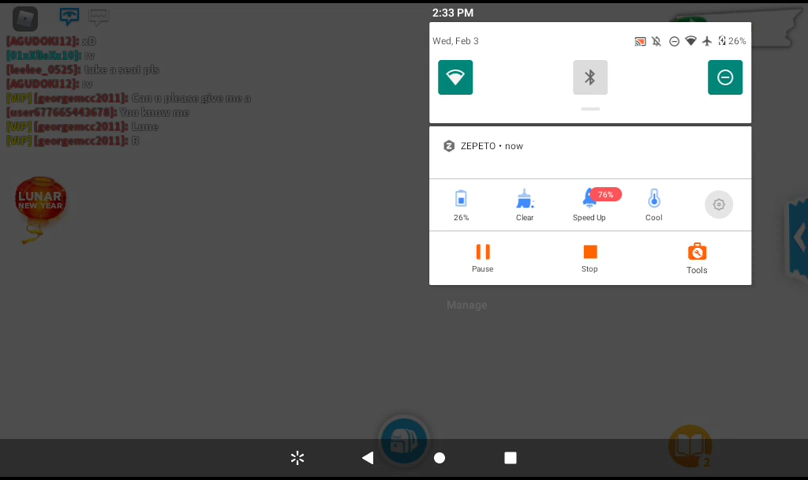 2:33 PM
Wed, Feb 3
26%
[AGUDOKI12]: :D
[leelee_0525]: take a seat pls
[AGUDOKI12]: :v
[VIP] [georgemcc2011]: Can u please give me a
[user677665443678]: You know me
[VIP] [georgemcc2011]: Lune
[VIP] [georgemcc2011]: R
ZEPETO • now
LUNAR
NEW YEAR
76%
26%
Clear
Speed Up
Cool
Pause
Stop
Tools
Manage
2